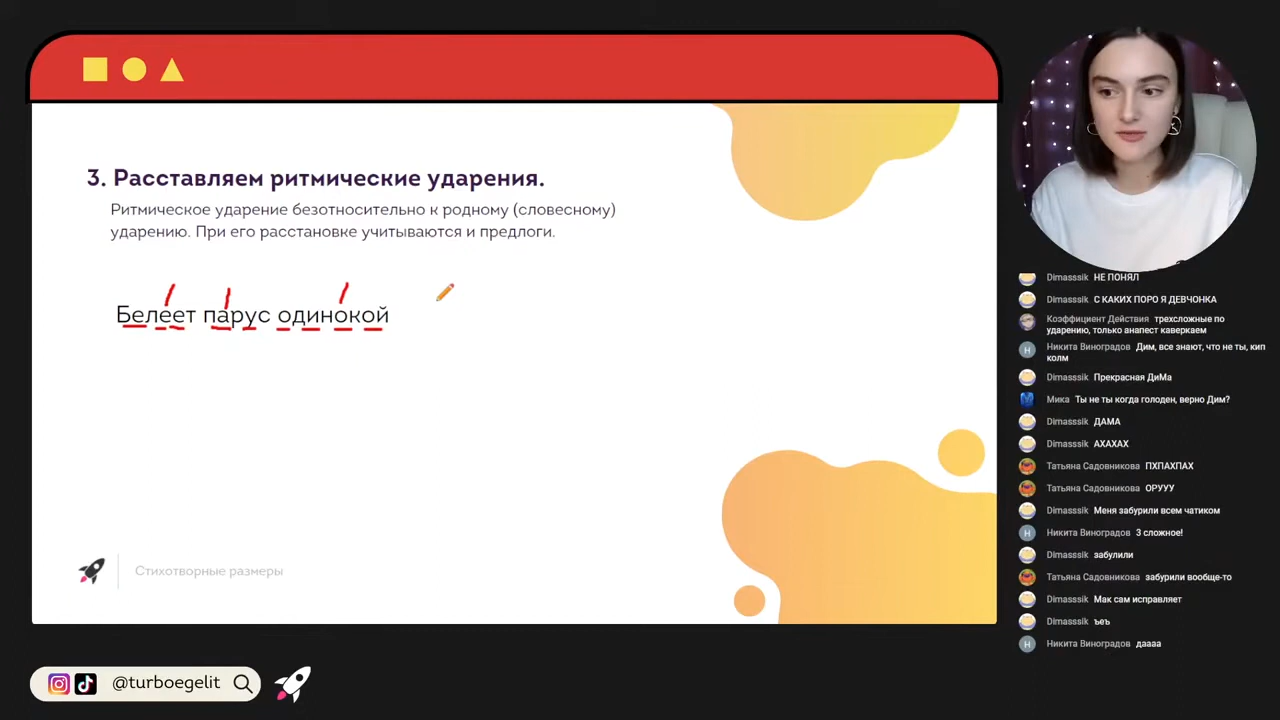 3. Расставляем ритмические ударения.
Ритмическое ударение безотносительно к родному (словесному)
ударению. При его расстановке учитываются и предлоги.
Белеет парус одинокой
Стихотворные размеры
@turboegelit
Dimasssik НЕ ПОНЯЛ
Dimasssik С КАКИХ ПОРО Я ДЕВЧОНКА
Коэффициент Действия трехсложные по
ударению, только анапест каверкаем
Никита Виноградов Дим, все знают, что не ты, кип
колм
Dimasssik Прекрасная ДиМа
Мика Ты не ты когда голоден, верно Дим?
Dimasssik ДАМА
Dimasssik АХАХАХ
Татьяна Садовникова ПХПАХПАХ
Татьяна Садовникова ОРУУУ
Dimasssik Меня забурили всем чатиком
Н Никита Виноградов 3 сложное!
Dimasssik забулили
Татьяна Садовникова забурили вообще-то
Dimasssik Мак сам исправляет
Dimasssik ъеъ
Н Никита Виноградов даааа